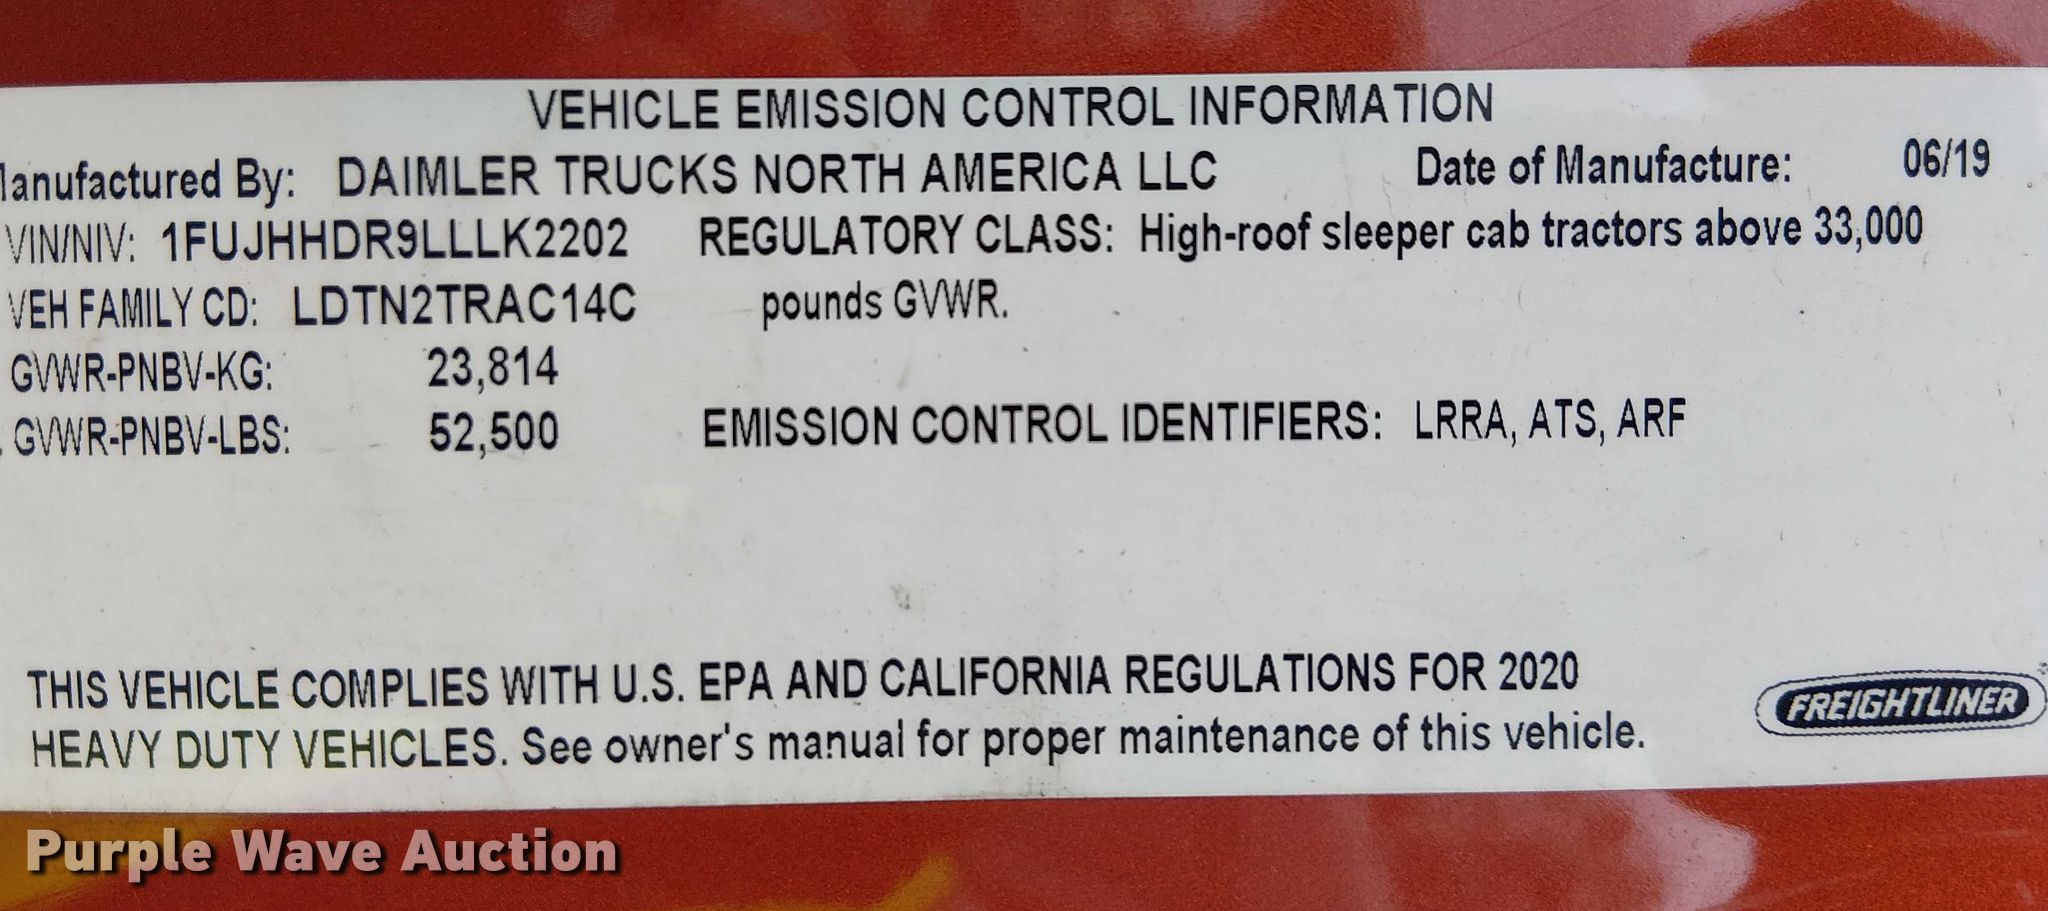 VEHICLE EMISSION CONTROL INFORMATION
Manufactured By: DAIMLER TRUCKS NORTH AMERICA LLC Date of Manufacture: 06/19
VIN/NIV: 1FUJHHDR9LLLK2202 REGULATORY CLASS: High-roof sleeper cab tractors above 33,000
VEH FAMILY CD: LDTN2TRAC14C pounds GVWR.
GVWR-PNBV-KG: 23,814
GVWR-PNBV-LBS: 52,500 EMISSION CONTROL IDENTIFIERS: LRRA, ATS, ARF
THIS VEHICLE COMPLIES WITH U.S. EPA AND CALIFORNIA REGULATIONS FOR 2020
HEAVY DUTY VEHICLES. See owner's manual for proper maintenance of this vehicle.
FREIGHTLINER
Purple Wave Auction